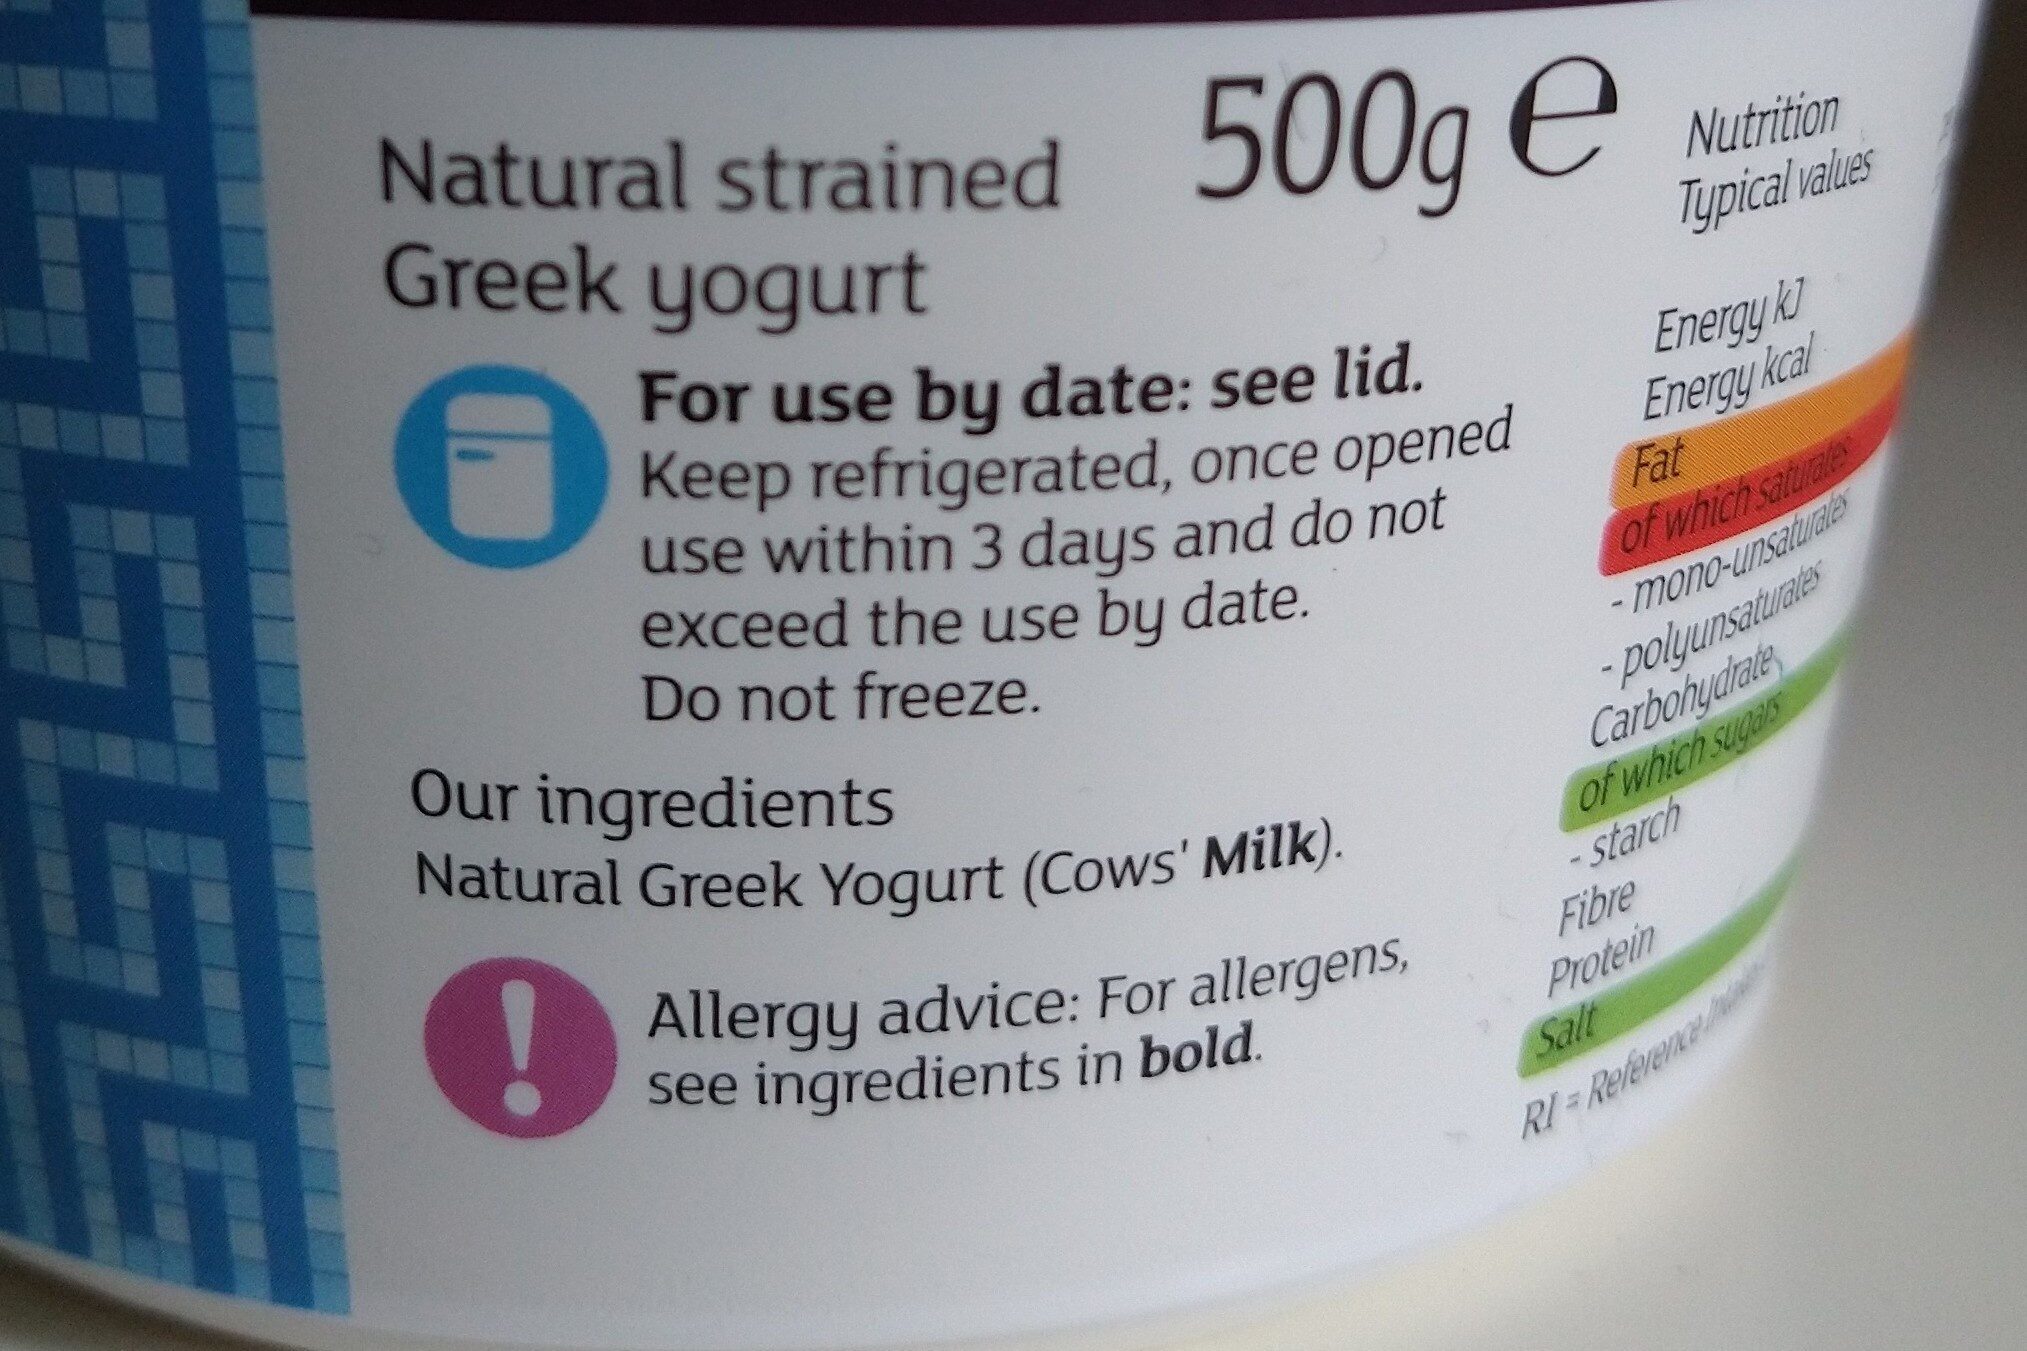 Natural strained
Greek yogurt
500g e
For use by date: see lid.
Keep refrigerated, once opened
use within 3 days and do not
exceed the use by date.
Do not freeze.
Our ingredients
Natural Greek Yogurt (Cows' Milk).
Allergy advice: For allergens,
see ingredients in bold.
Nutrition
Typical values
Energy kJ
Energy kcal
Fat
of which saturates
- mono-unsaturates
- polyunsaturates
Carbohydrate
of which sugars
- starch
Fibre
Protein
Salt
RI = Reference